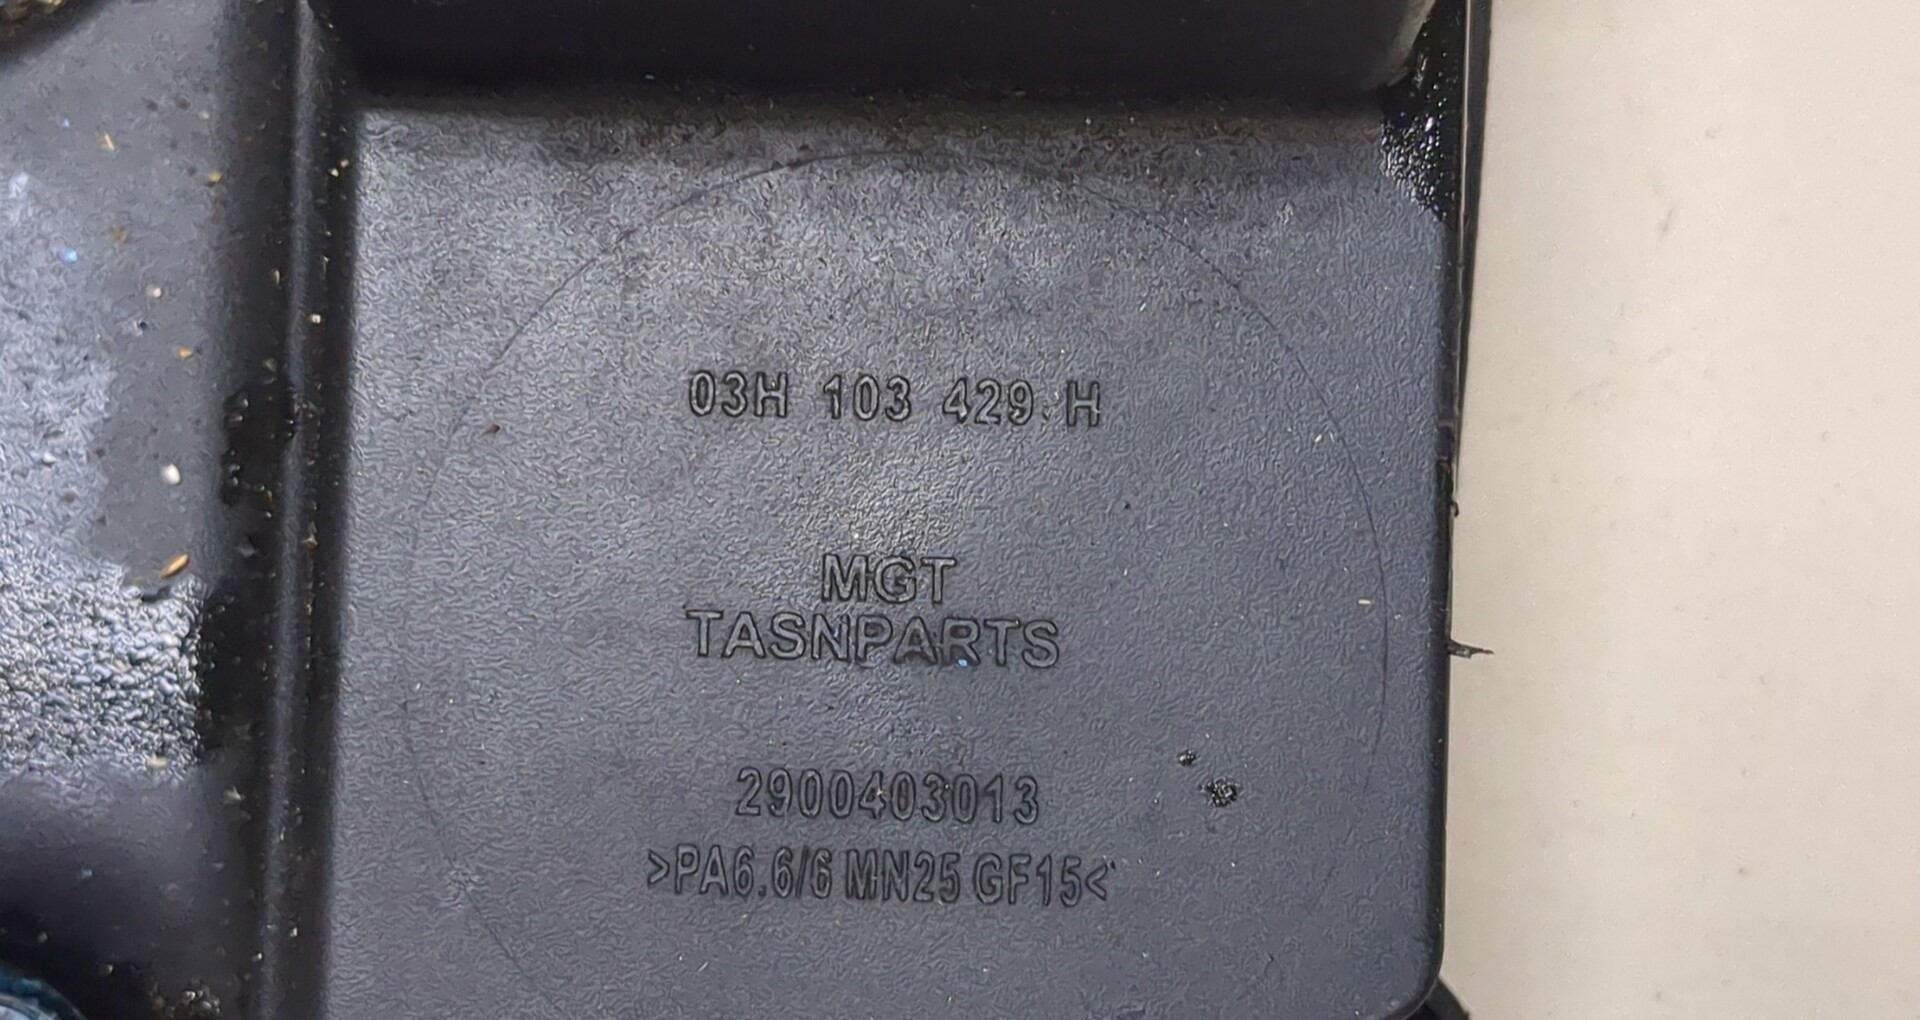 03H 103 429 H
MGT
TASNPARTS
2900403013
>PA6.6/6 MN25 GF15<